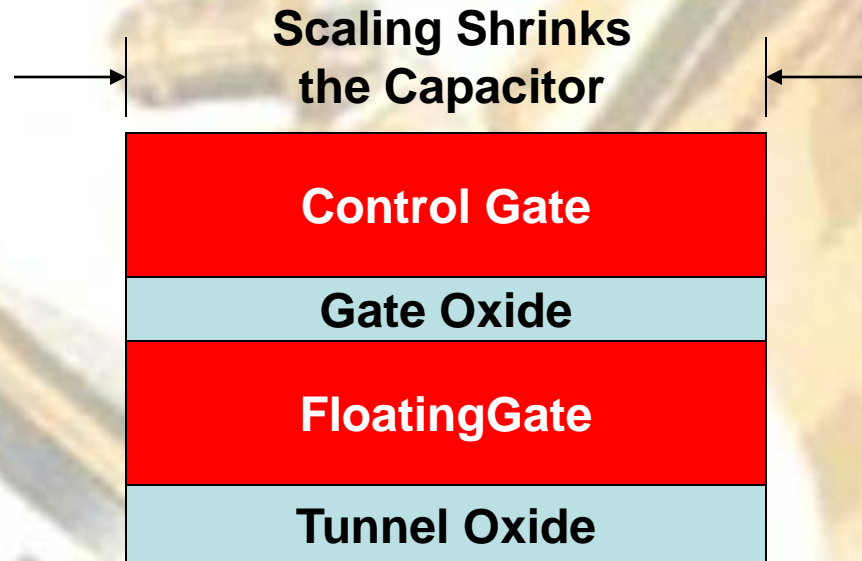 Scaling Shrinks
the Capacitor
Control Gate
Gate Oxide
FloatingGate
Tunnel Oxide